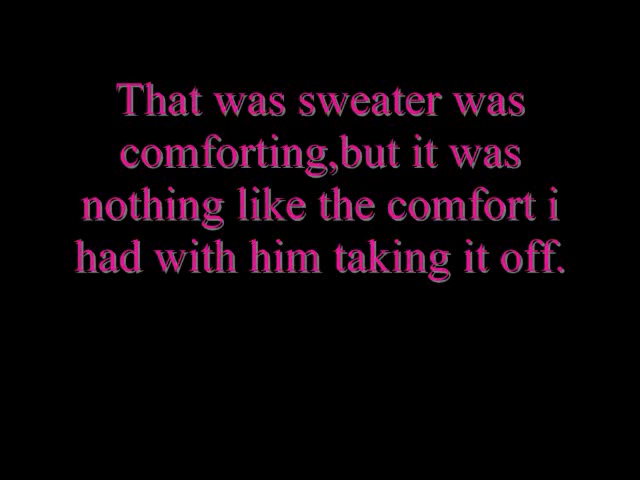 That was sweater was
comforting,but it was
nothing like the comfort i
had with him taking it off.